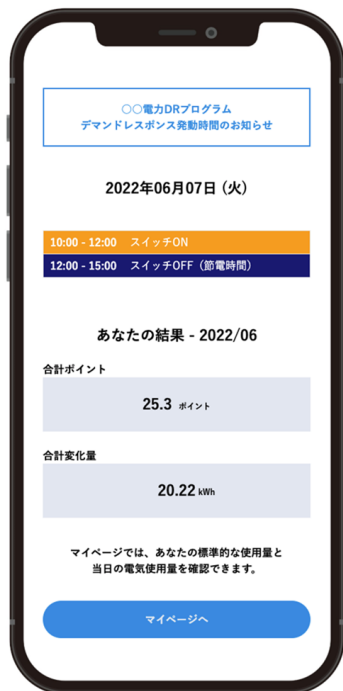 〇〇電力DRプログラム
デマンドレスポンス発動時間のお知らせ
2022年06月07日 (火)
10:00 - 12:00 スイッチON
12:00 - 15:00 スイッチOFF（節電時間）
あなたの結果 - 2022/06
合計ポイント
25.3 ポイント
合計変化量
20.22 kWh
マイページでは、あなたの標準的な使用量と
当日の電気使用量を確認できます。
マイページへ